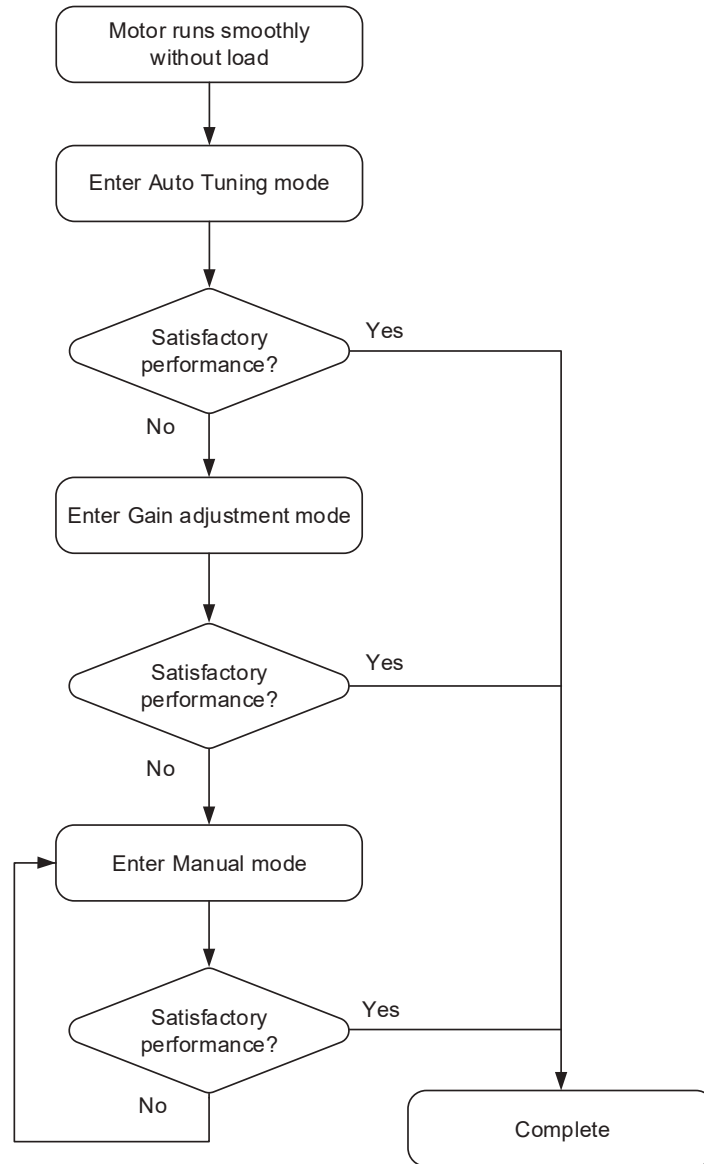 Motor runs smoothly
without load
Enter Auto Tuning mode
Satisfactory
performance?
Yes
No
Enter Gain adjustment mode
Satisfactory
performance?
Yes
No
Enter Manual mode
Satisfactory
performance?
Yes
No
Complete